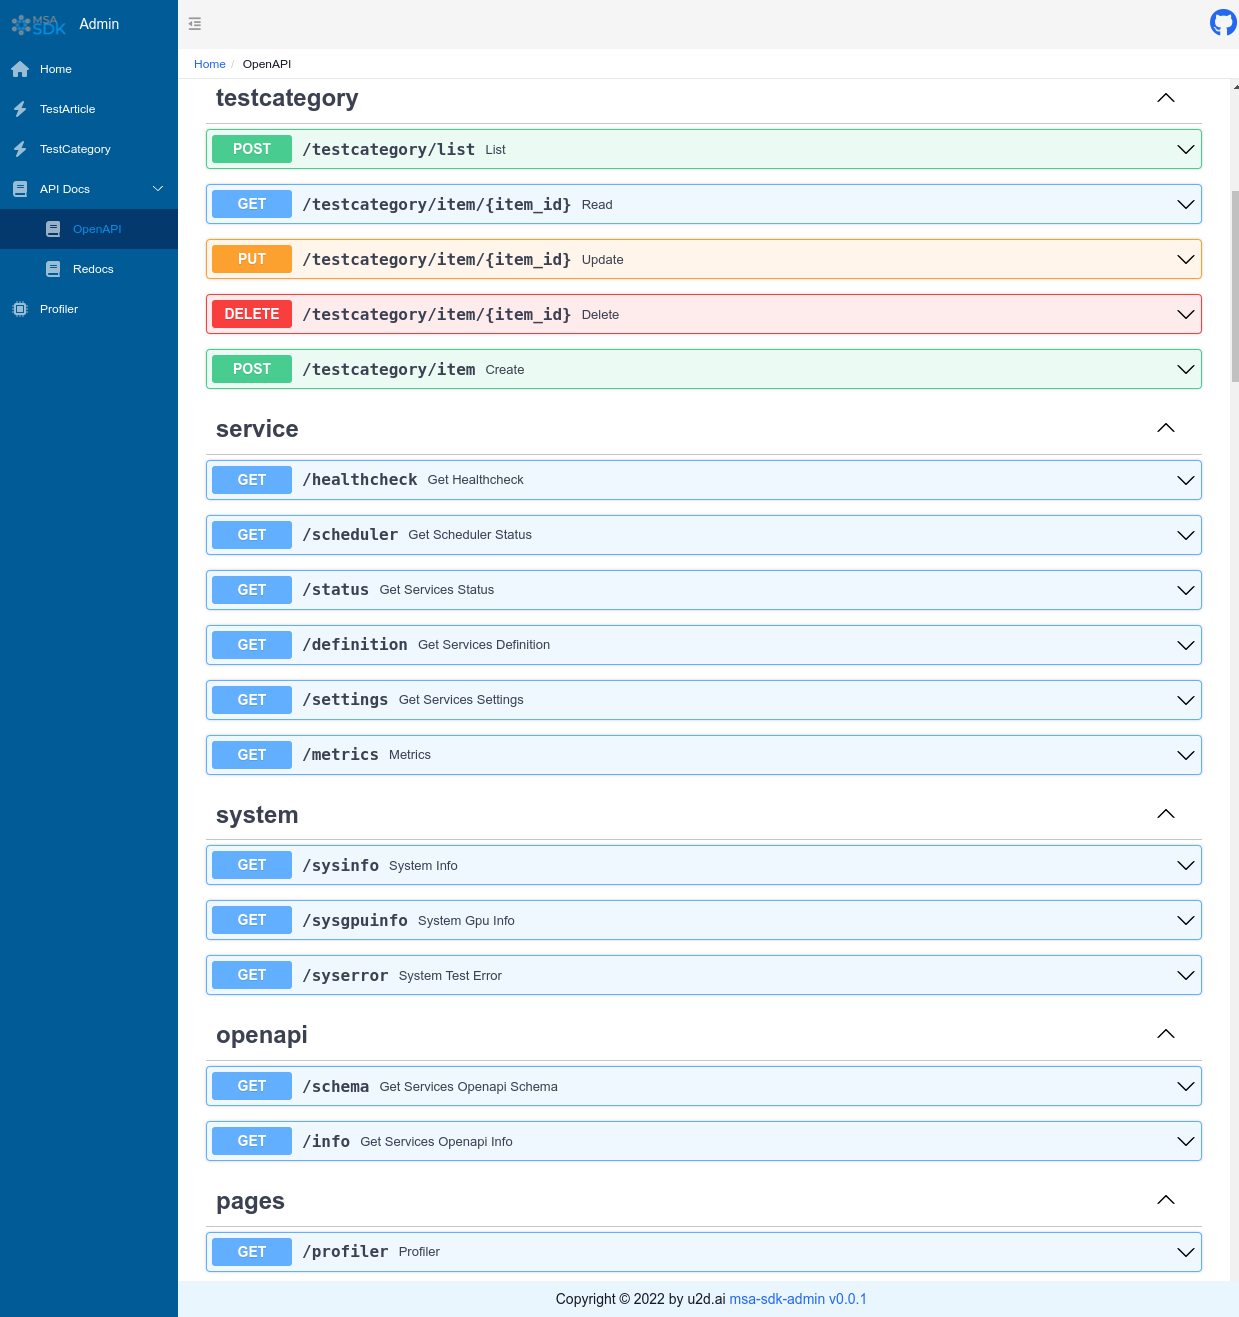 MSA
SDK
Admin
Home
TestArticle
TestCategory
API Docs
OpenAPI
Redocs
Profiler
Home / OpenAPI
testcategory
POST /testcategory/list List
GET /testcategory/item/{item_id} Read
PUT /testcategory/item/{item_id} Update
DELETE /testcategory/item/{item_id} Delete
POST /testcategory/item Create
service
GET /healthcheck Get Healthcheck
GET /scheduler Get Scheduler Status
GET /status Get Services Status
GET /definition Get Services Definition
GET /settings Get Services Settings
GET /metrics Metrics
system
GET /sysinfo System Info
GET /sysgpuinfo System Gpu Info
GET /syserror System Test Error
openapi
GET /schema Get Services Openapi Schema
GET /info Get Services Openapi Info
pages
GET /profiler Profiler
Copyright © 2022 by u2d.ai msa-sdk-admin v0.0.1